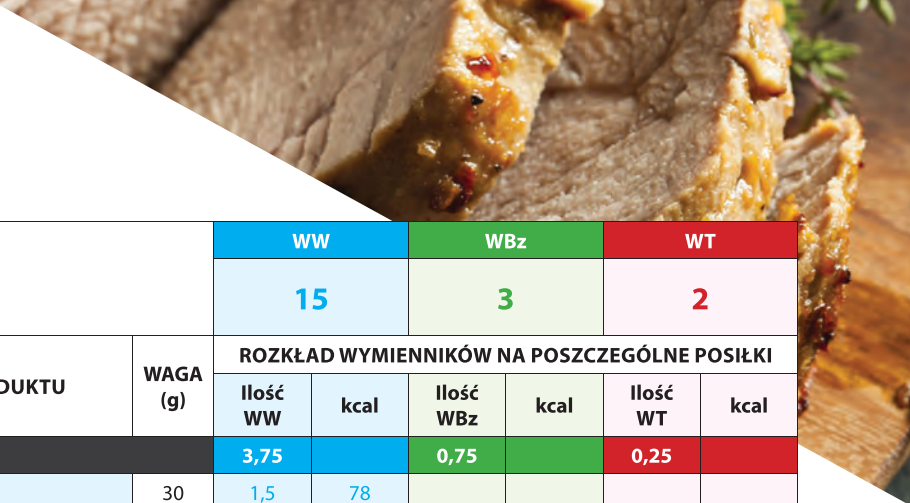 WW WBz WT
15 3 2
ROZKŁAD WYMIENNIKÓW NA POSZCZEGÓLNE POSIŁKI
DUKTU WAGA (g)
Ilość WW kcal Ilość WBz kcal Ilość WT kcal
3,75 0,75 0,25
30 1,5 78